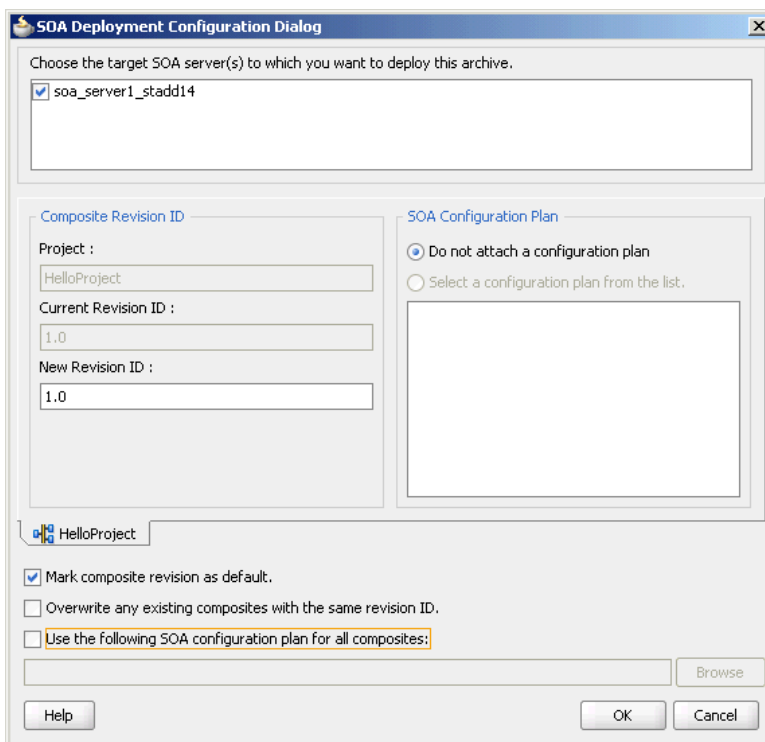 SOA Deployment Configuration Dialog
Choose the target SOA server(s) to which you want to deploy this archive.
soa_server1_stadd14
Composite Revision ID
Project :
HelloProject
Current Revision ID :
1.0
New Revision ID :
1.0
SOA Configuration Plan
Do not attach a configuration plan
Select a configuration plan from the list.
HelloProject
Mark composite revision as default.
Overwrite any existing composites with the same revision ID.
Use the following SOA configuration plan for all composites:
Browse
Help
OK
Cancel